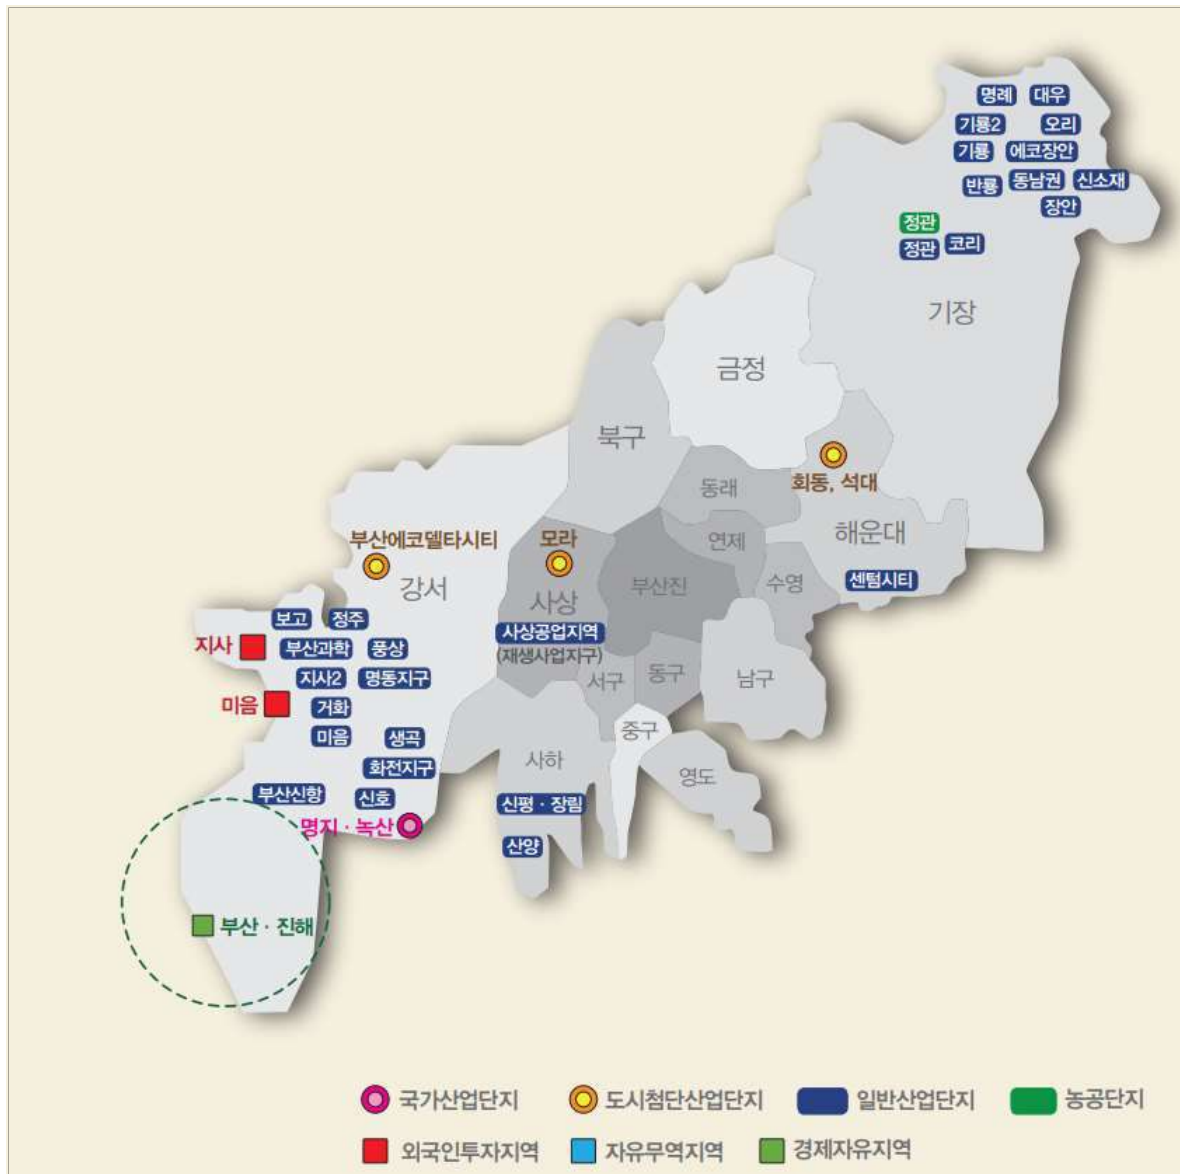 명례 대우
기룡2 오리
기룡 에코장안
반룡 동남권 신소재
장안
정관
정관 코리
기장
금정
북구
회동, 석대
동래
연제
해운대
부산에코델타시티
모라
강서
사상
부산진
수영
센텀시티
보고 정주
사상공업지역
(재생사업지구)
지사
부산과학 풍상
지사2 명동지구
서구
동구
남구
미음
거화
미음 생곡
중구
화전지구
사하
영도
부산신항 신호
신평 · 장림
명지 · 녹산
산양
부산 · 진해
국가산업단지 도시첨단산업단지 일반산업단지 농공단지
외국인투자지역 자유무역지역 경제자유지역